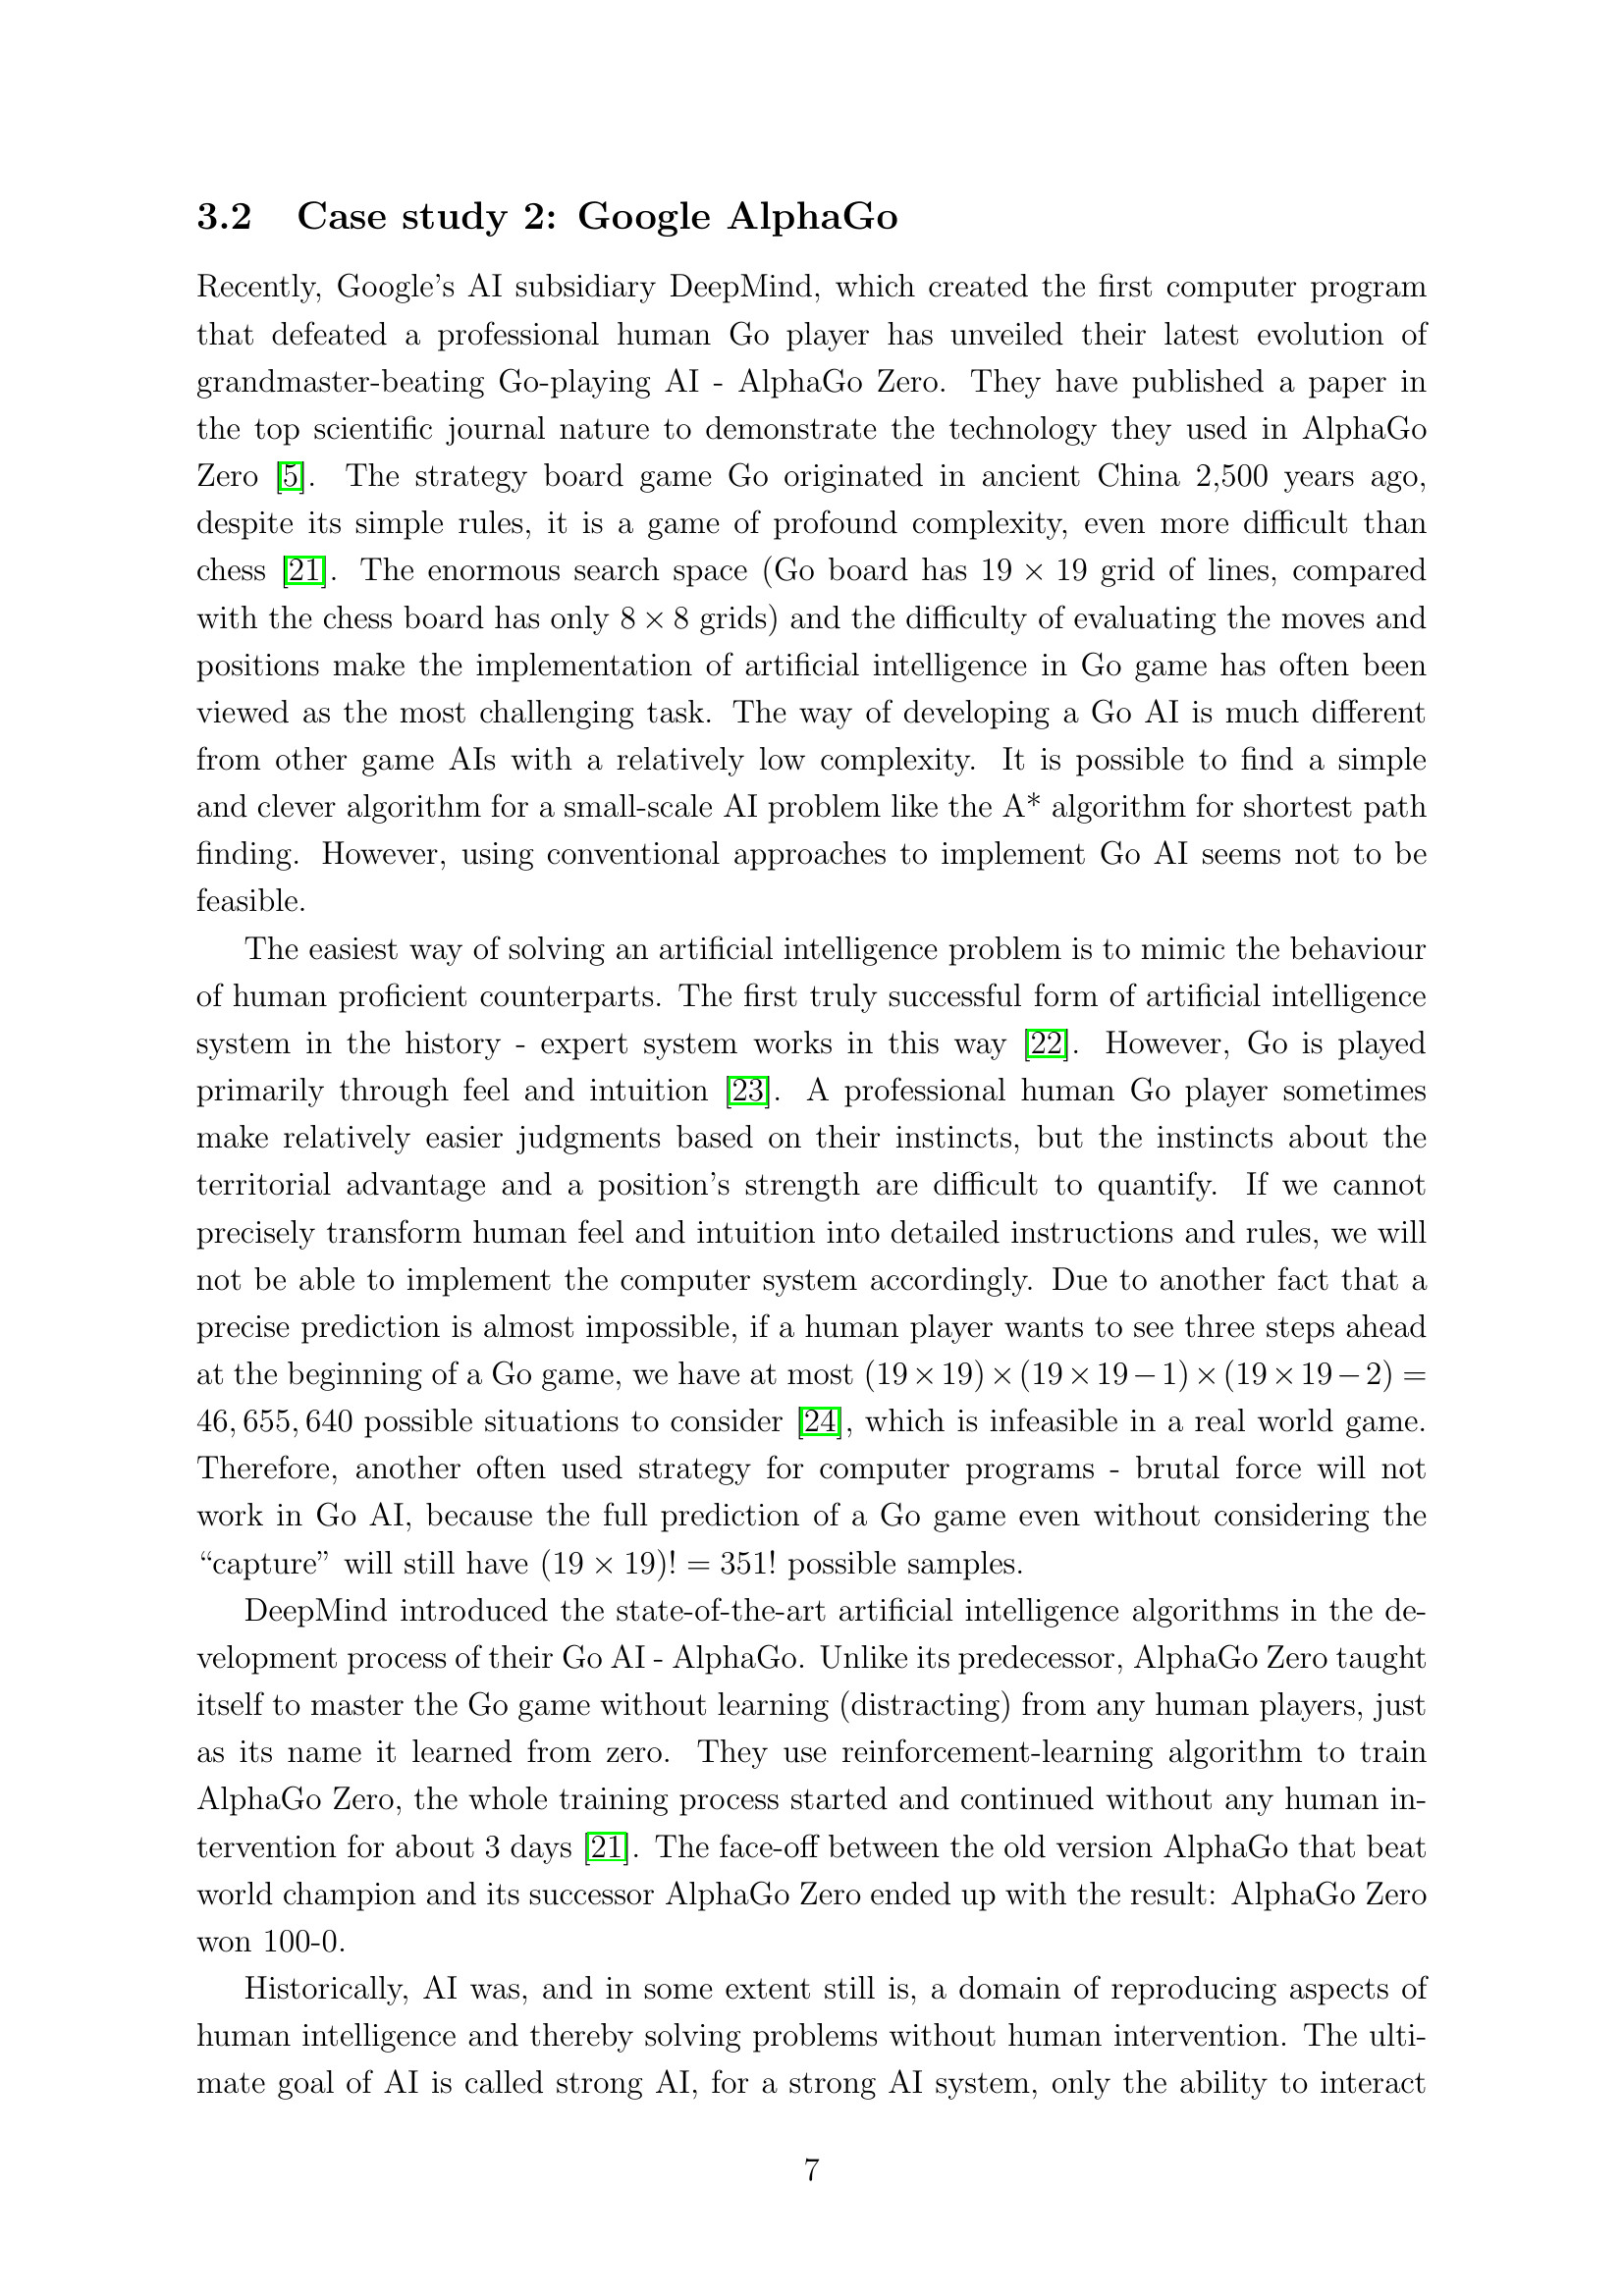 3.2 Case study 2: Google AlphaGo
Recently, Google's AI subsidiary DeepMind, which created the first computer program
that defeated a professional human Go player has unveiled their latest evolution of
grandmaster-beating Go-playing AI - AlphaGo Zero. They have published a paper in
the top scientific journal nature to demonstrate the technology they used in AlphaGo
Zero [5]. The strategy board game Go originated in ancient China 2,500 years ago,
despite its simple rules, it is a game of profound complexity, even more difficult than
chess [21]. The enormous search space (Go board has 19 × 19 grid of lines, compared
with the chess board has only 8 × 8 grids) and the difficulty of evaluating the moves and
positions make the implementation of artificial intelligence in Go game has often been
viewed as the most challenging task. The way of developing a Go AI is much different
from other game AIs with a relatively low complexity. It is possible to find a simple
and clever algorithm for a small-scale AI problem like the A* algorithm for shortest path
finding. However, using conventional approaches to implement Go AI seems not to be
feasible.
The easiest way of solving an artificial intelligence problem is to mimic the behaviour
of human proficient counterparts. The first truly successful form of artificial intelligence
system in the history - expert system works in this way [22]. However, Go is played
primarily through feel and intuition [23]. A professional human Go player sometimes
make relatively easier judgments based on their instincts, but the instincts about the
territorial advantage and a position's strength are difficult to quantify. If we cannot
precisely transform human feel and intuition into detailed instructions and rules, we will
not be able to implement the computer system accordingly. Due to another fact that a
precise prediction is almost impossible, if a human player wants to see three steps ahead
at the beginning of a Go game, we have at most (19 × 19) × (19 × 19 − 1) × (19 × 19 − 2) =
46, 655, 640 possible situations to consider [24], which is infeasible in a real world game.
Therefore, another often used strategy for computer programs - brutal force will not
work in Go AI, because the full prediction of a Go game even without considering the
“capture” will still have (19 × 19)! = 351! possible samples.
DeepMind introduced the state-of-the-art artificial intelligence algorithms in the de-
velopment process of their Go AI - AlphaGo. Unlike its predecessor, AlphaGo Zero taught
itself to master the Go game without learning (distracting) from any human players, just
as its name it learned from zero. They use reinforcement-learning algorithm to train
AlphaGo Zero, the whole training process started and continued without any human in-
tervention for about 3 days [21]. The face-off between the old version AlphaGo that beat
world champion and its successor AlphaGo Zero ended up with the result: AlphaGo Zero
won 100-0.
Historically, AI was, and in some extent still is, a domain of reproducing aspects of
human intelligence and thereby solving problems without human intervention. The ulti-
mate goal of AI is called strong AI, for a strong AI system, only the ability to interact
7